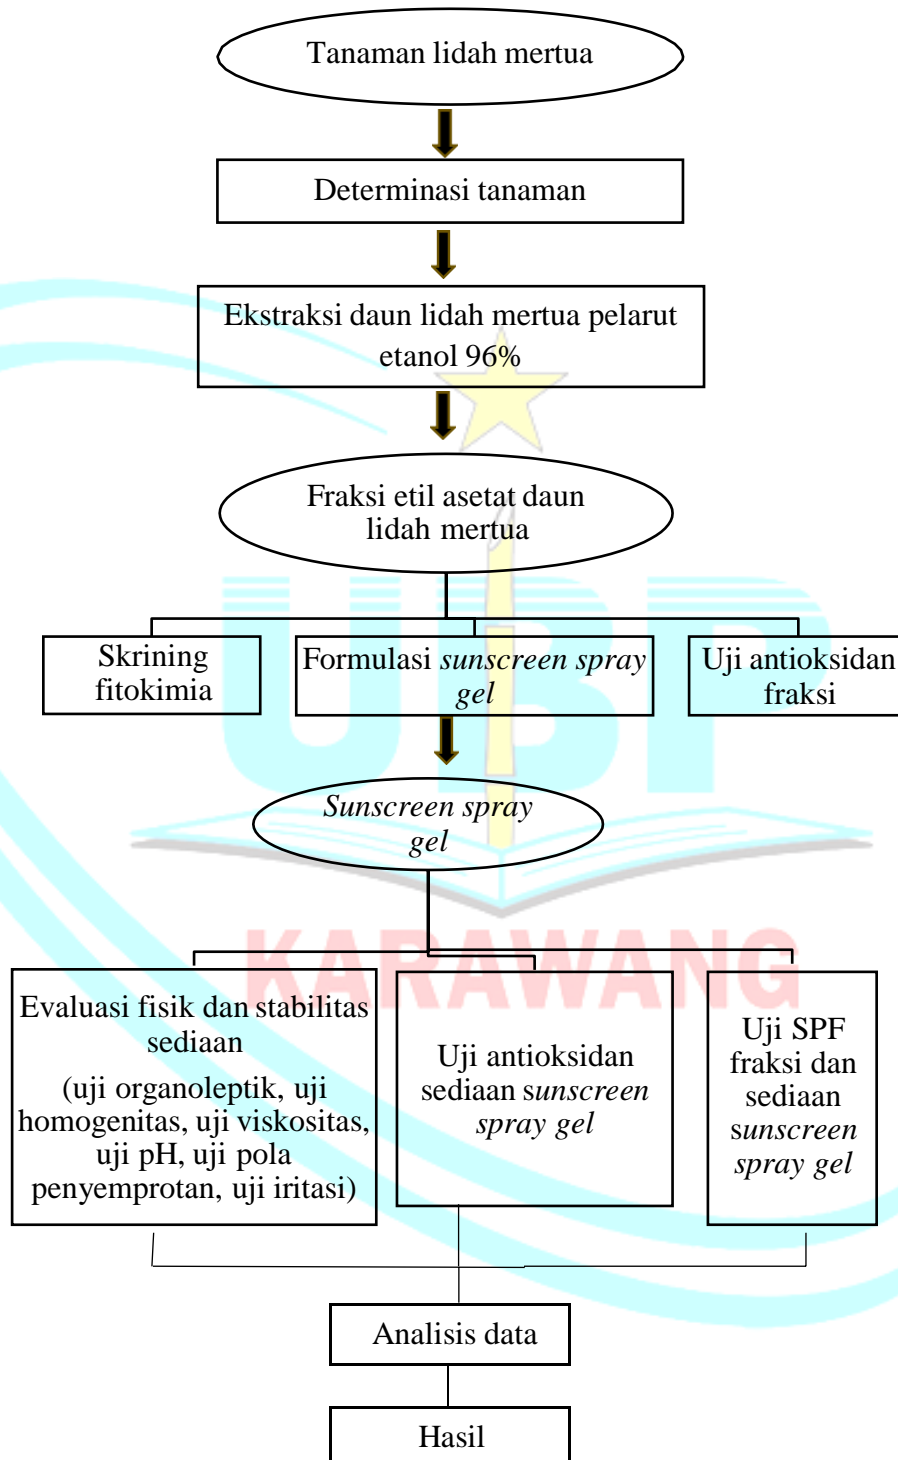 Tanaman lidah mertua
Determinasi tanaman
Ekstraksi daun lidah mertua pelarut
etanol 96%
Fraksi etil asetat daun
lidah mertua
Skrining
fitokimia
Formulasi sunscreen spray
gel
Uji antioksidan
fraksi
Sunscreen spray
gel
UBP
KARAWANG
Evaluasi fisik dan stabilitas
sediaan
(uji organoleptik, uji
homogenitas, uji viskositas,
uji pH, uji pola
penyemprotan, uji iritasi)
Uji antioksidan
sediaan sunscreen
spray gel
Uji SPF
fraksi dan
sediaan
sunscreen
spray gel
Analisis data
Hasil